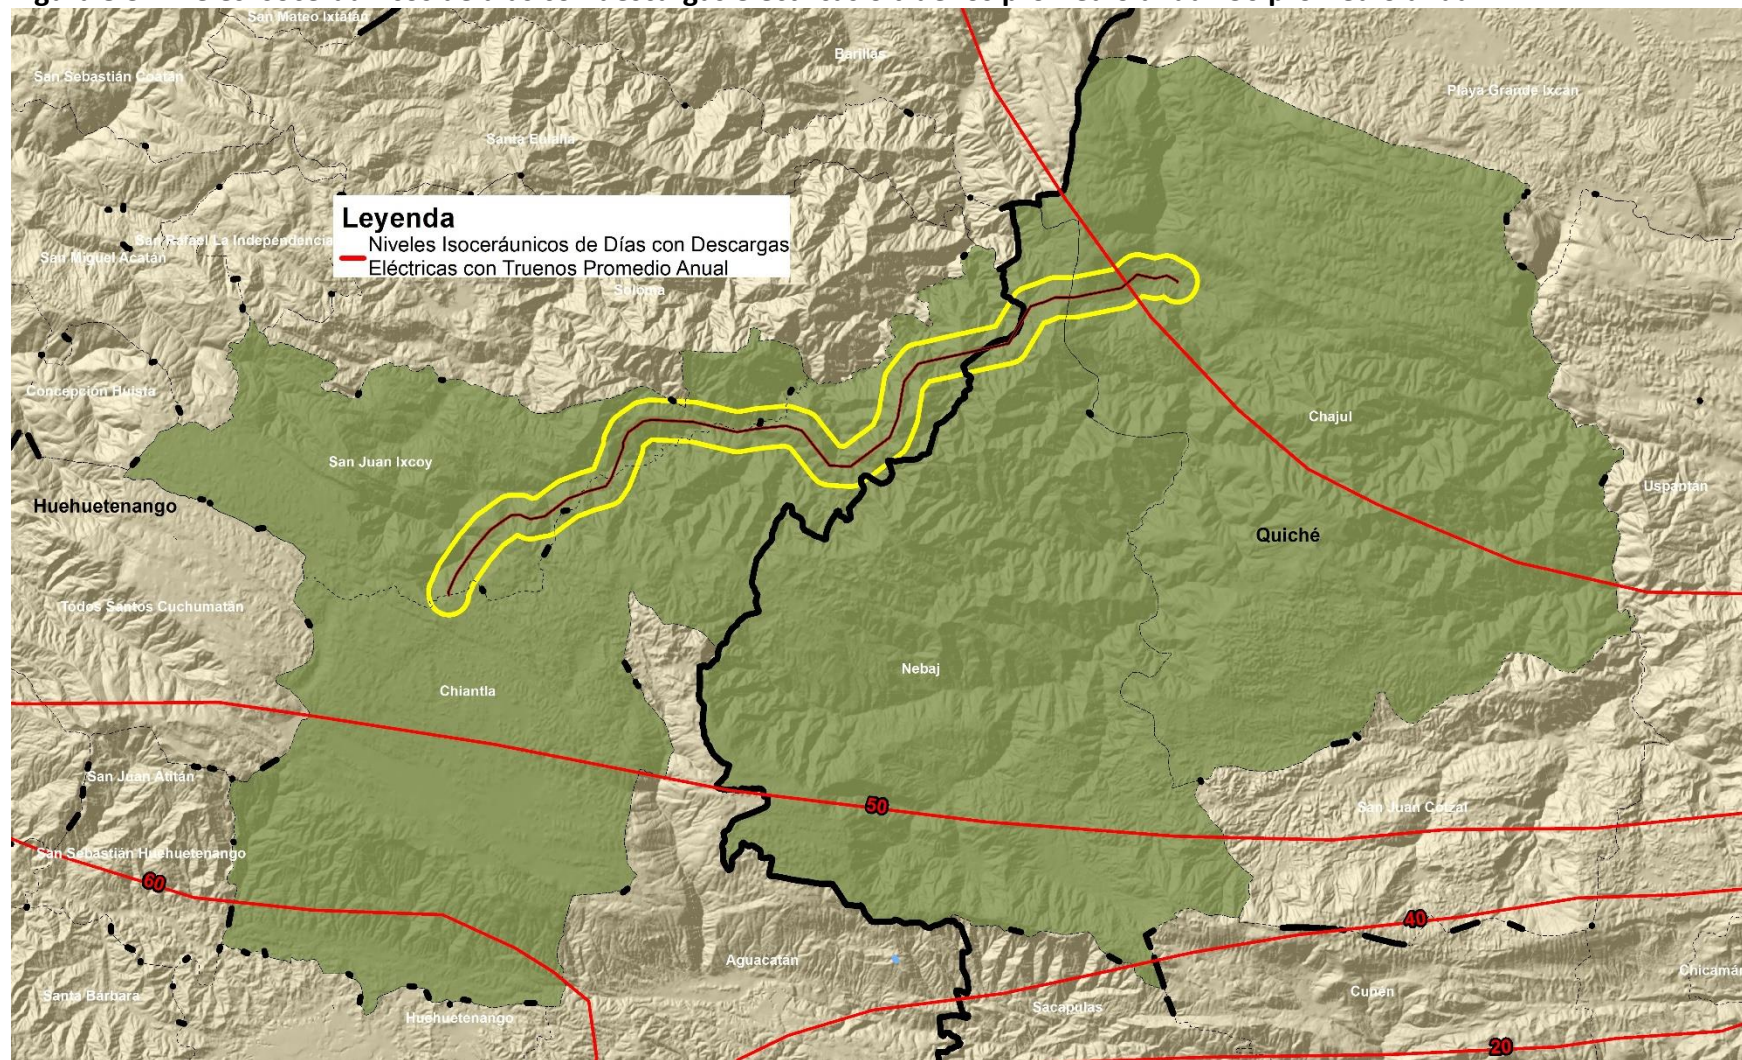 San Mateo Ixtatán
Barillas
San Sebastián Coatán
Playa Grande Ixcán
Santa Eulalia
Leyenda
Niveles Isoceráunicos de Días con Descargas
Eléctricas con Truenos Promedio Anual
San Rafael La Independencia
San Miguel Acatán
Soloma
Concepción Huista
Chajul
San Juan Ixcoy
Uspantán
Huehuetenango
Quiché
Todos Santos Cuchumatán
Nebaj
Chiantla
San Juan Atitán
50
San Juan Cotzal
San Sebastián Huehuetenango
60
40
Aguacatán
Chicamán
Santa Bárbara
Cunén
Sacapulas
Huehuetenango
20